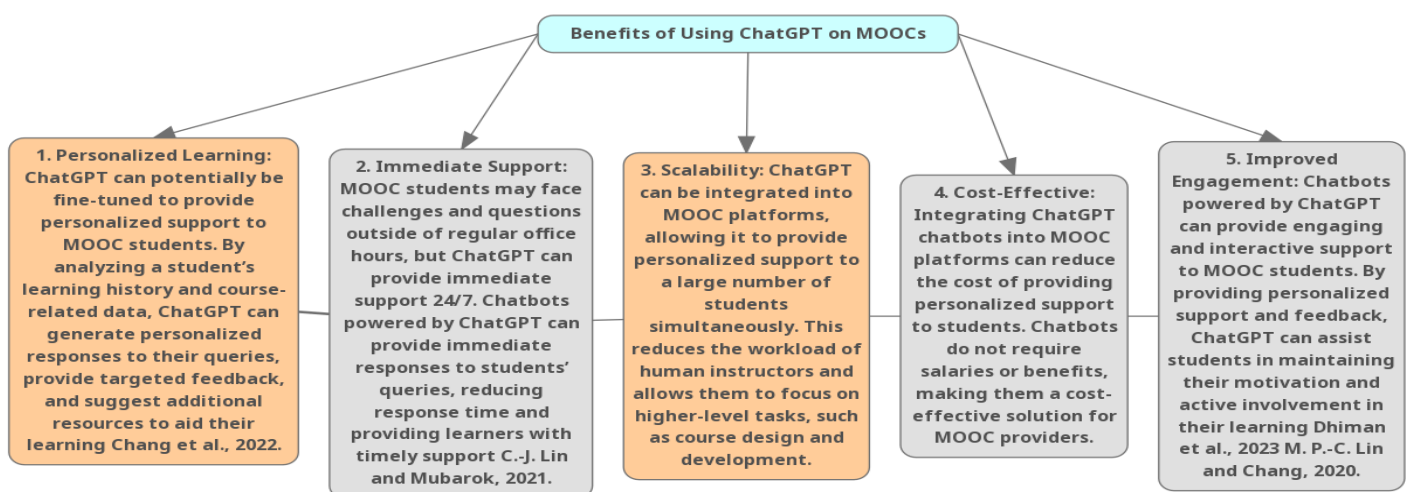 Benefits of Using ChatGPT on MOOCs
1. Personalized Learning:
ChatGPT can potentially be
fine-tuned to provide
personalized support to
MOOC students. By
analyzing a student’s
learning history and course-
related data, ChatGPT can
generate personalized
responses to their queries,
provide targeted feedback,
and suggest additional
resources to aid their
learning Chang et al., 2022.
2. Immediate Support:
MOOC students may face
challenges and questions
outside of regular office
hours, but ChatGPT can
provide immediate
support 24/7. Chatbots
powered by ChatGPT can
provide immediate
responses to students’
queries, reducing
response time and
providing learners with
timely support C.-J. Lin
and Mubarok, 2021.
3. Scalability: ChatGPT
can be integrated into
MOOC platforms,
allowing it to provide
personalized support to
a large number of
students
simultaneously. This
reduces the workload of
human instructors and
allows them to focus on
higher-level tasks, such
as course design and
development.
4. Cost-Effective:
Integrating ChatGPT
chatbots into MOOC
platforms can reduce
the cost of providing
personalized support
to students. Chatbots
do not require
salaries or benefits,
making them a cost-
effective solution for
MOOC providers.
5. Improved
Engagement: Chatbots
powered by ChatGPT
can provide engaging
and interactive support
to MOOC students. By
providing personalized
support and feedback,
ChatGPT can assist
students in maintaining
their motivation and
active involvement in
their learning Dhiman
et al., 2023 M. P.-C. Lin
and Chang, 2020.